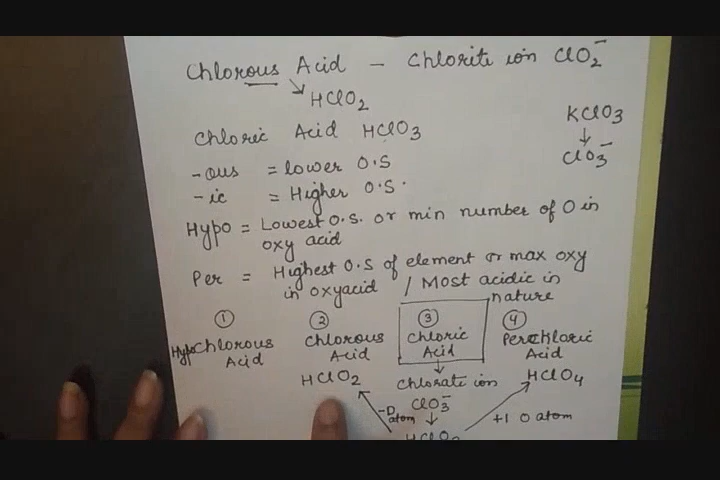 Chlorous Acid – Chlorite ion ClO2⁻
HClO2
Chloric Acid HClO3
KClO3
ClO3⁻
-ous = lower O.S
-ic = Higher O.S.
Hypo = Lowest O.S. or min number of O in
oxy acid
Per = Highest O.S of element or max oxy
in oxyacid / Most acidic in
nature
① ② ③ ④
HypoChlorous Chlorous Chloric Perchloric
Acid Acid Acid Acid
HClO2 Chlorate ion HClO4
ClO3⁻
-O atom +1 O atom